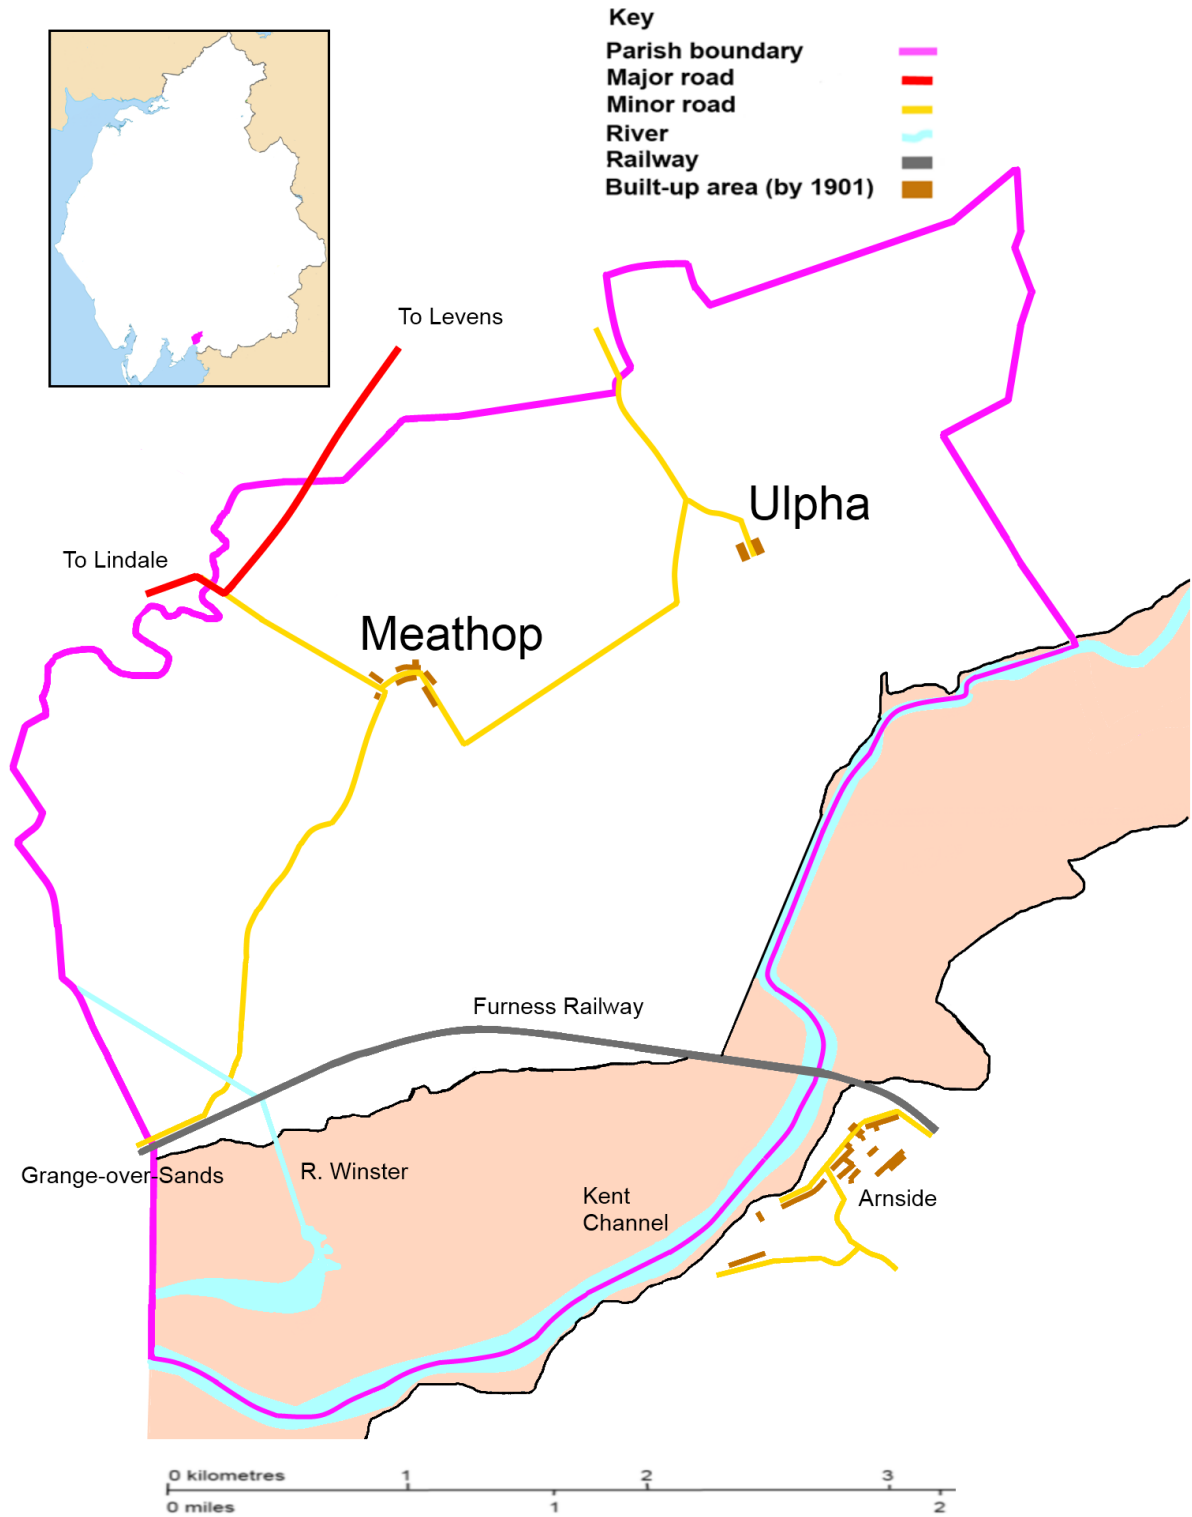 Key
Parish boundary
Major road
Minor road
River
Railway
Built-up area (by 1901)
To Levens
Ulpha
To Lindale
Meathop
Furness Railway
Grange-over-Sands
R. Winster
Kent
Channel
Arnside
0 kilometres 1 2 3
0 miles 1 2